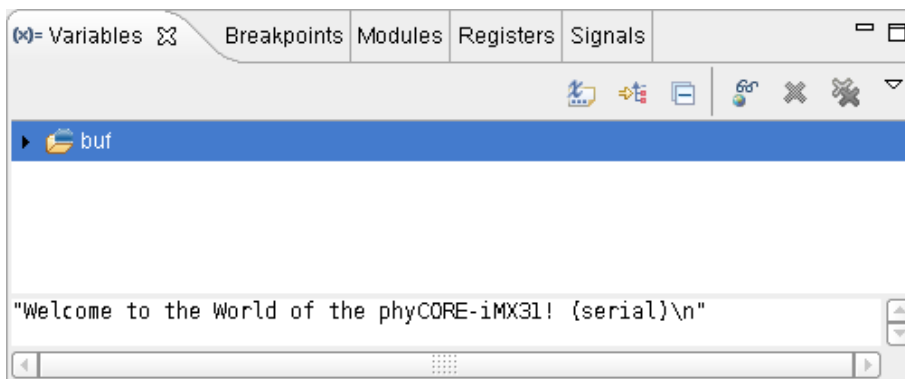 (x)= Variables Breakpoints Modules Registers Signals
buf
"Welcome to the World of the phyCORE-iMX31! (serial)\n"